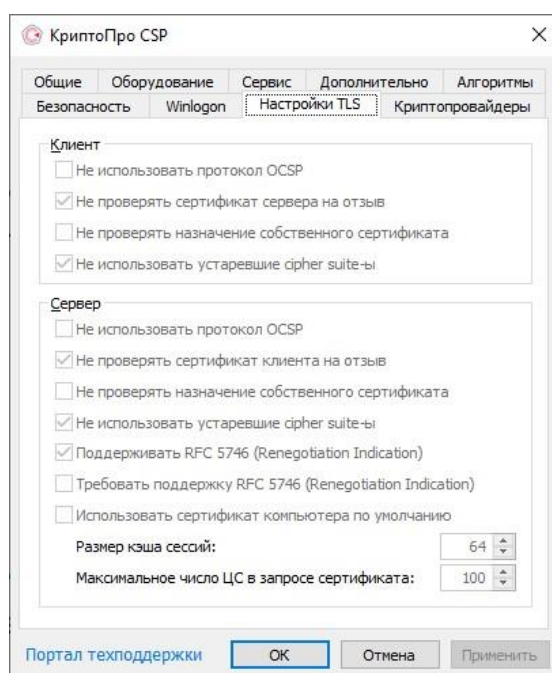 КриптоПро CSP
Общие Оборудование Сервис Дополнительно Алгоритмы
Безопасность Winlogon Настройки TLS Криптопровайдеры
Клиент
Не использовать протокол OCSP
Не проверять сертификат сервера на отзыв
Не проверять назначение собственного сертификата
Не использовать устаревшие cipher suite-ы
Сервер
Не использовать протокол OCSP
Не проверять сертификат клиента на отзыв
Не проверять назначение собственного сертификата
Не использовать устаревшие cipher suite-ы
Поддерживать RFC 5746 (Renegotiation Indication)
Требовать поддержку RFC 5746 (Renegotiation Indication)
Использовать сертификат компьютера по умолчанию
Размер кэша сессий: 64
Максимальное число ЦС в запросе сертификата: 100
Портал техподдержки ОК Отмена Применить